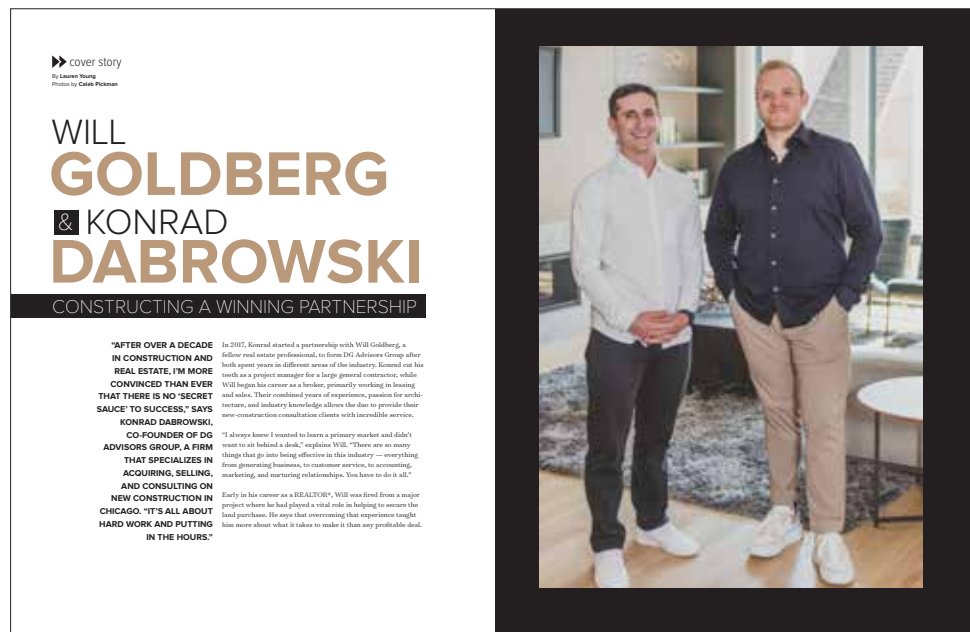 cover story
By Lauren Young
Photos by Caleb Pickman
WILL
GOLDBERG
& KONRAD
DABROWSKI
CONSTRUCTING A WINNING PARTNERSHIP
"AFTER OVER A DECADE
IN CONSTRUCTION AND
REAL ESTATE, I'M MORE
CONVINCED THAN EVER
THAT THERE IS NO 'SECRET
SAUCE' TO SUCCESS," SAYS
KONRAD DABROWSKI,
CO-FOUNDER OF DG
ADVISORS GROUP, A FIRM
THAT SPECIALIZES IN
ACQUIRING, SELLING,
AND CONSULTING ON
NEW CONSTRUCTION IN
CHICAGO. "IT'S ALL ABOUT
HARD WORK AND PUTTING
IN THE HOURS."
In 2017, Konrad started a partnership with Will Goldberg, a
fellow real estate professional, to form DG Advisors Group after
both spent years in different areas of the industry. Konrad cut his
teeth as a project manager for a large general contractor, while
Will began his career as a broker, primarily working in leasing
and sales. Their combined years of experience, passion for archi-
tecture, and industry knowledge allows the duo to provide their
new-construction consultation clients with incredible service.
"I always knew I wanted to learn a primary market and didn't
want to sit behind a desk," explains Will. "There are so many
things that go into being effective in this industry — everything
from generating business, to customer service, to accounting,
marketing, and nurturing relationships. You have to do it all."
Early in his career as a REALTOR®, Will was fired from a major
project where he had played a vital role in helping to secure the
land purchase. He says that overcoming that experience taught
him more about what it takes to make it than any profitable deal.